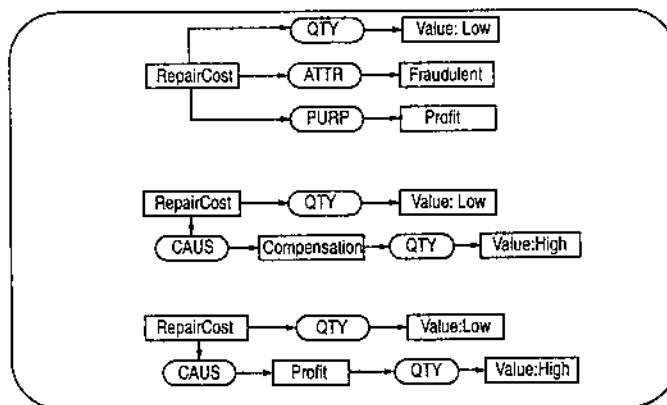 QTY Value: Low
RepairCost ATTR Fraudulent
PURP Profit
RepairCost QTY Value: Low
CAUS Compensation QTY Value:High
RepairCost QTY Value:Low
CAUS Profit QTY Value:High